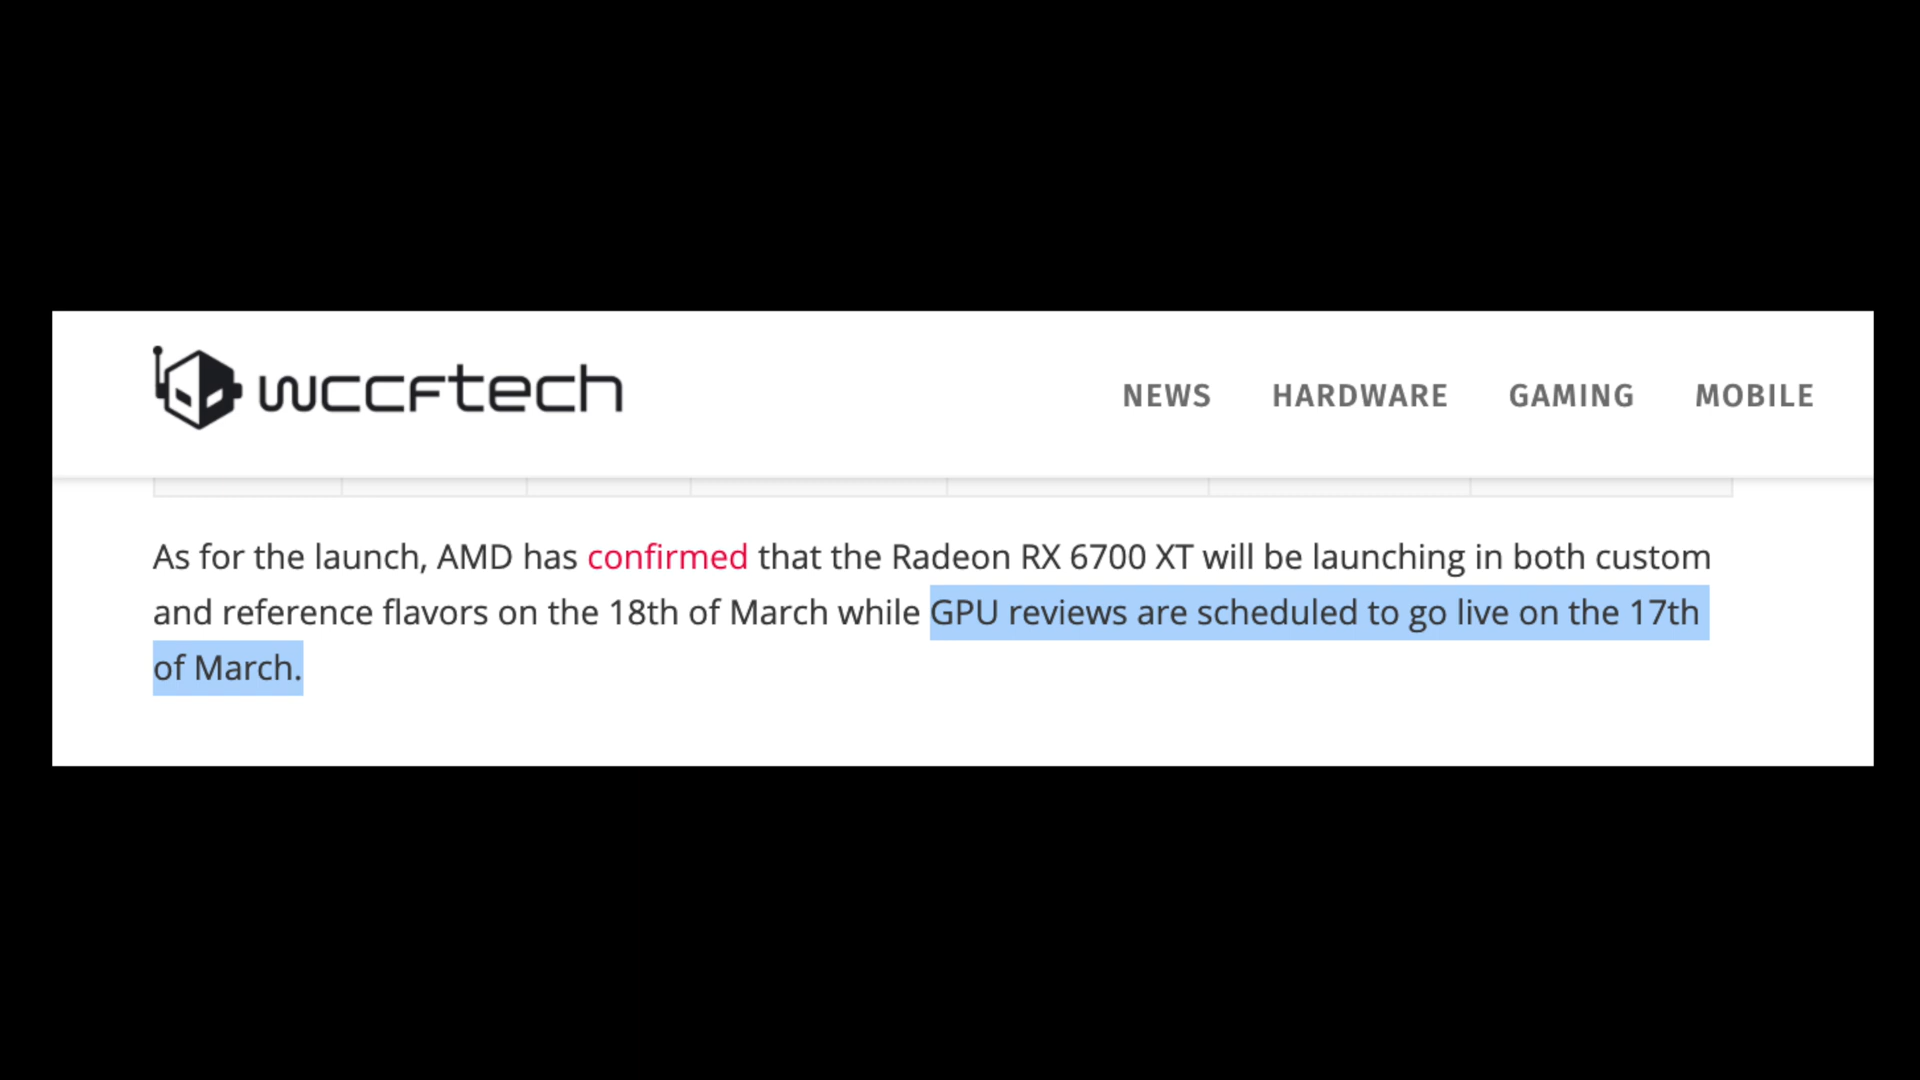 wccftech
NEWS HARDWARE GAMING MOBILE
As for the launch, AMD has confirmed that the Radeon RX 6700 XT will be launching in both custom
and reference flavors on the 18th of March while GPU reviews are scheduled to go live on the 17th
of March.